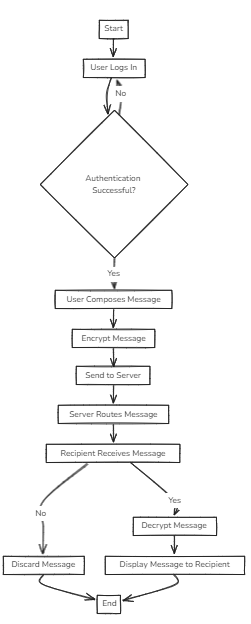 Start
User Logs In
No
Authentication
Successful?
Yes
User Composes Message
Encrypt Message
Send to Server
Server Routes Message
Recipient Receives Message
No
Yes
Decrypt Message
Discard Message
Display Message to Recipient
End